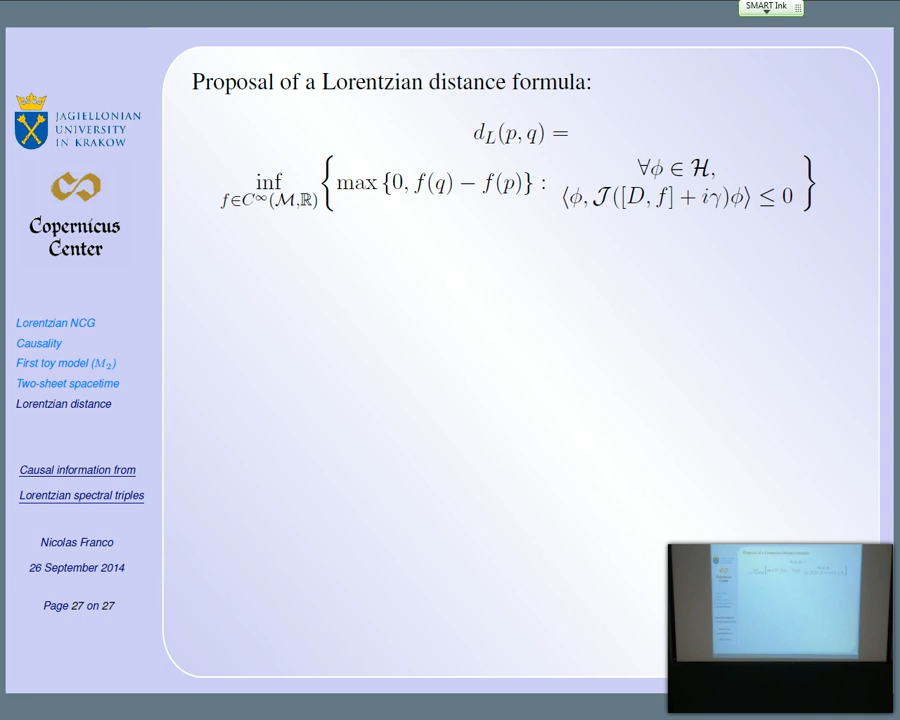 SMART Ink
JAGIELLONIAN
UNIVERSITY
IN KRAKOW
Copernicus
Center
Lorentzian NCG
Causality
First toy model (M₂)
Two-sheet spacetime
Lorentzian distance
Causal information from
Lorentzian spectral triples
Nicolas Franco
26 September 2014
Page 27 on 27
Proposal of a Lorentzian distance formula:
d_L(p, q) =
inf_{f∈C^∞(ℳ,ℝ)} { max {0, f(q) − f(p)} : ∀ϕ ∈ ℋ, ⟨ϕ, 𝒥([D, f] + iγ)ϕ⟩ ≤ 0 }